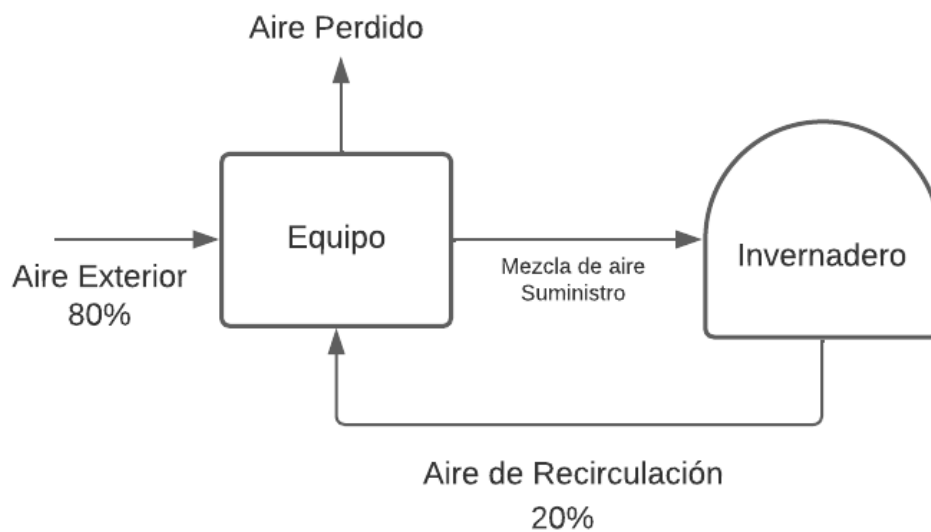 Aire Perdido
Equipo
Invernadero
Mezcla de aire
Suministro
Aire Exterior
80%
Aire de Recirculación
20%